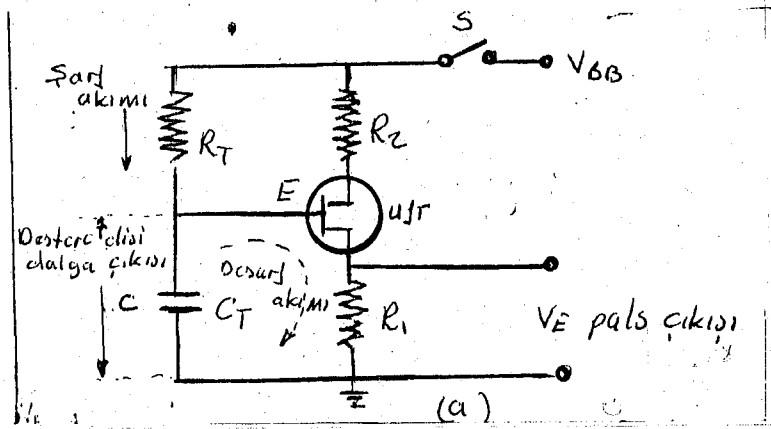 S
VBB
Şarj
akımı
RT
R2
E
UJT
Destere dişi
dalga çıkışı
Deşarj
akımı
C
CT
R1
VE pals çıkışı
(a)